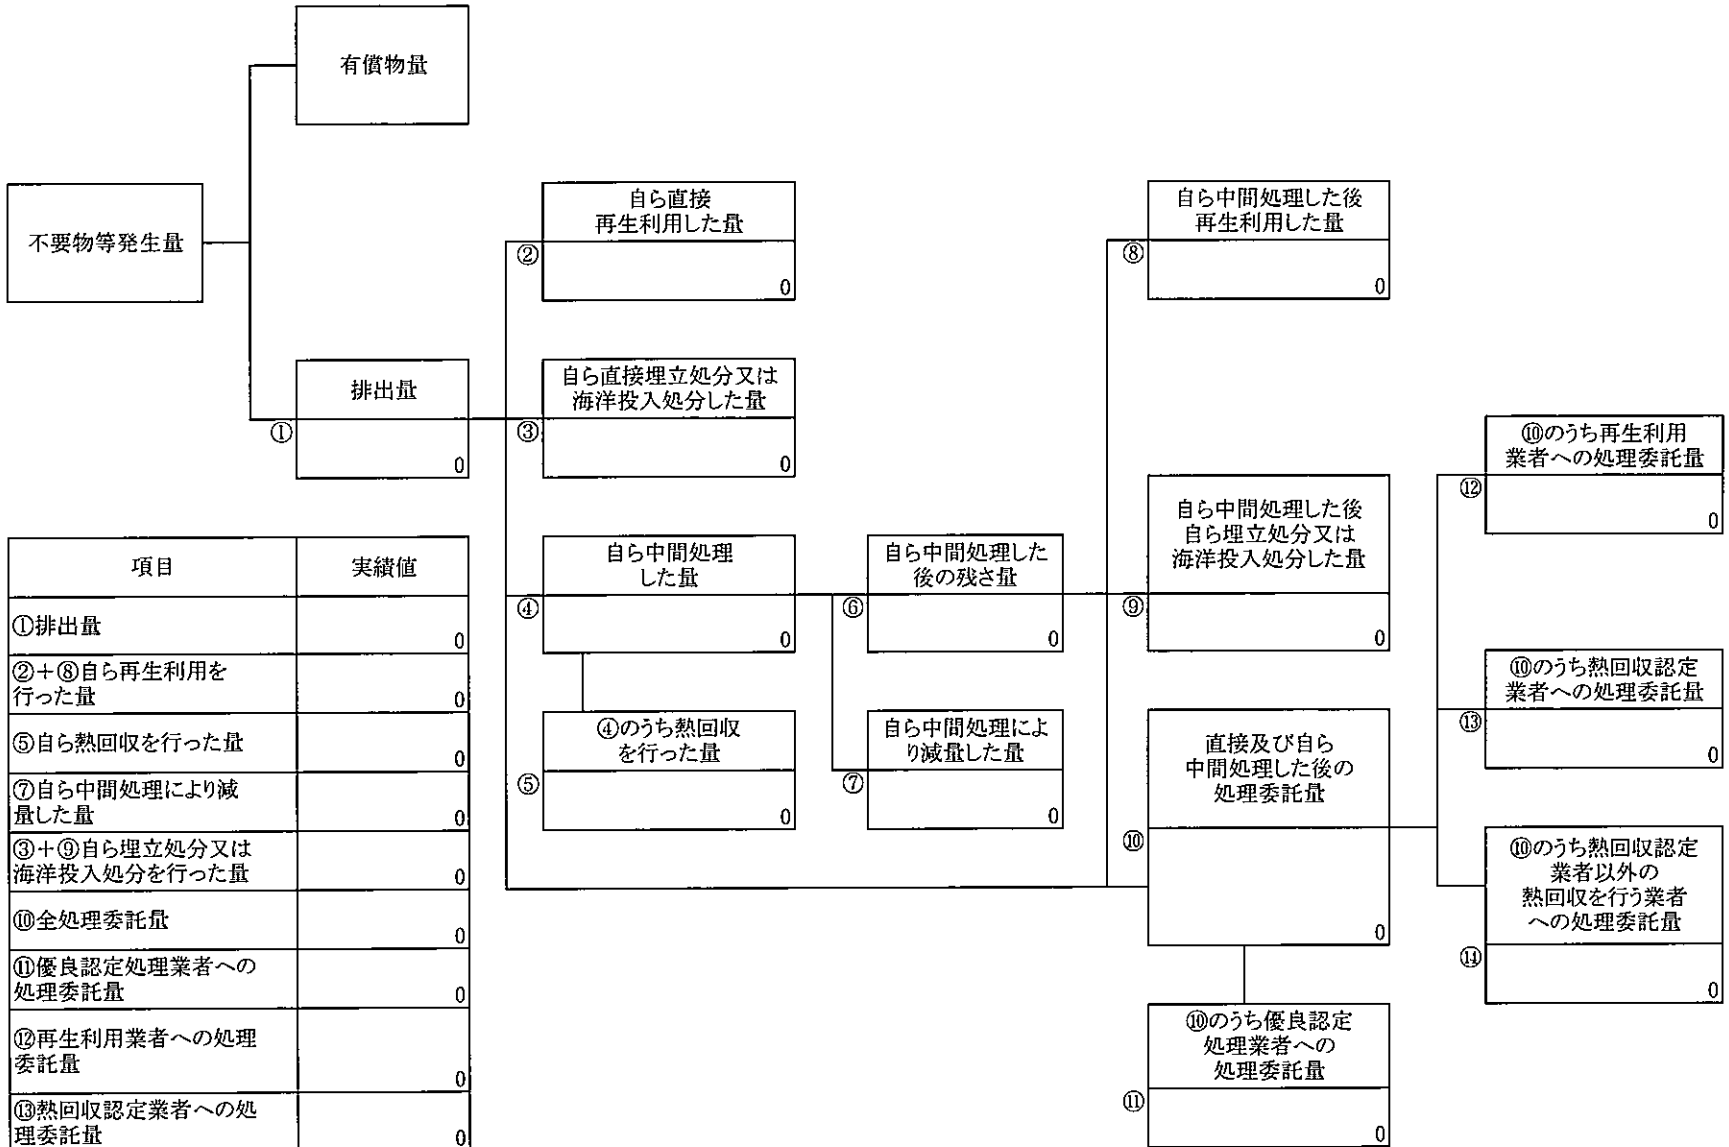 有償物量
不要物等発生量
排出量
①
0
自ら直接
再生利用した量
②
0
自ら直接埋立処分又は
海洋投入処分した量
③
0
自ら中間処理
した量
④
0
④のうち熱回収
を行った量
⑤
0
自ら中間処理した
後の残さ量
⑥
0
自ら中間処理によ
り減量した量
⑦
0
自ら中間処理した後
再生利用した量
⑧
0
自ら中間処理した後
自ら埋立処分又は
海洋投入処分した量
⑨
0
直接及び自ら
中間処理した後の
処理委託量
⑩
0
⑩のうち優良認定
処理業者への
処理委託量
⑪
0
⑩のうち再生利用
業者への処理委託量
⑫
0
⑩のうち熱回収認定
業者への処理委託量
⑬
0
⑩のうち熱回収認定
業者以外の
熱回収を行う業者
への処理委託量
⑭
0
項目 実績値
①排出量
0
②+⑧自ら再生利用を
行った量 0
⑤自ら熱回収を行った量
0
⑦自ら中間処理により減
量した量 0
③+⑨自ら埋立処分又は
海洋投入処分を行った量 0
⑩全処理委託量
0
⑪優良認定処理業者への
処理委託量 0
⑫再生利用業者への処理
委託量
0
⑬熱回収認定業者への処
理委託量 0